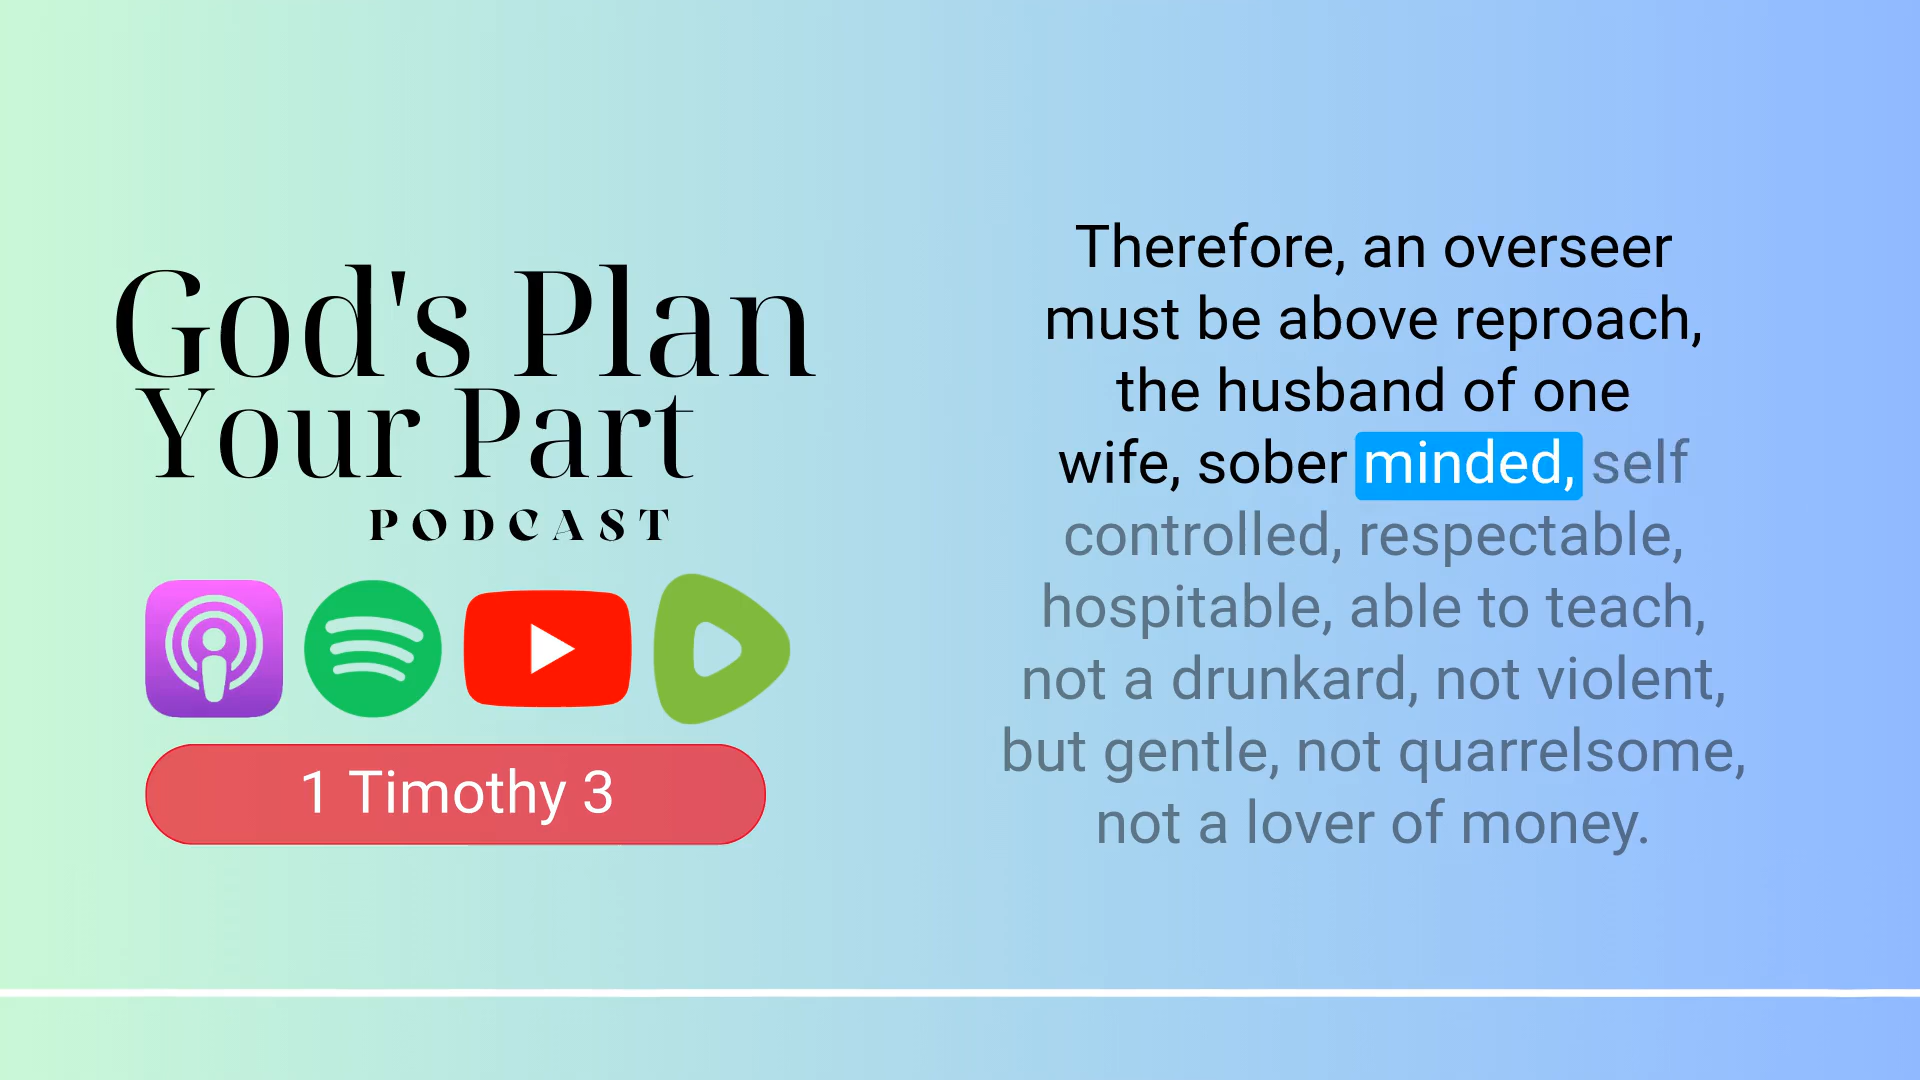 God's Plan
Your Part
PODCAST
1 Timothy 3
Therefore, an overseer
must be above reproach,
the husband of one
wife, sober minded, self
controlled, respectable,
hospitable, able to teach,
not a drunkard, not violent,
but gentle, not quarrelsome,
not a lover of money.